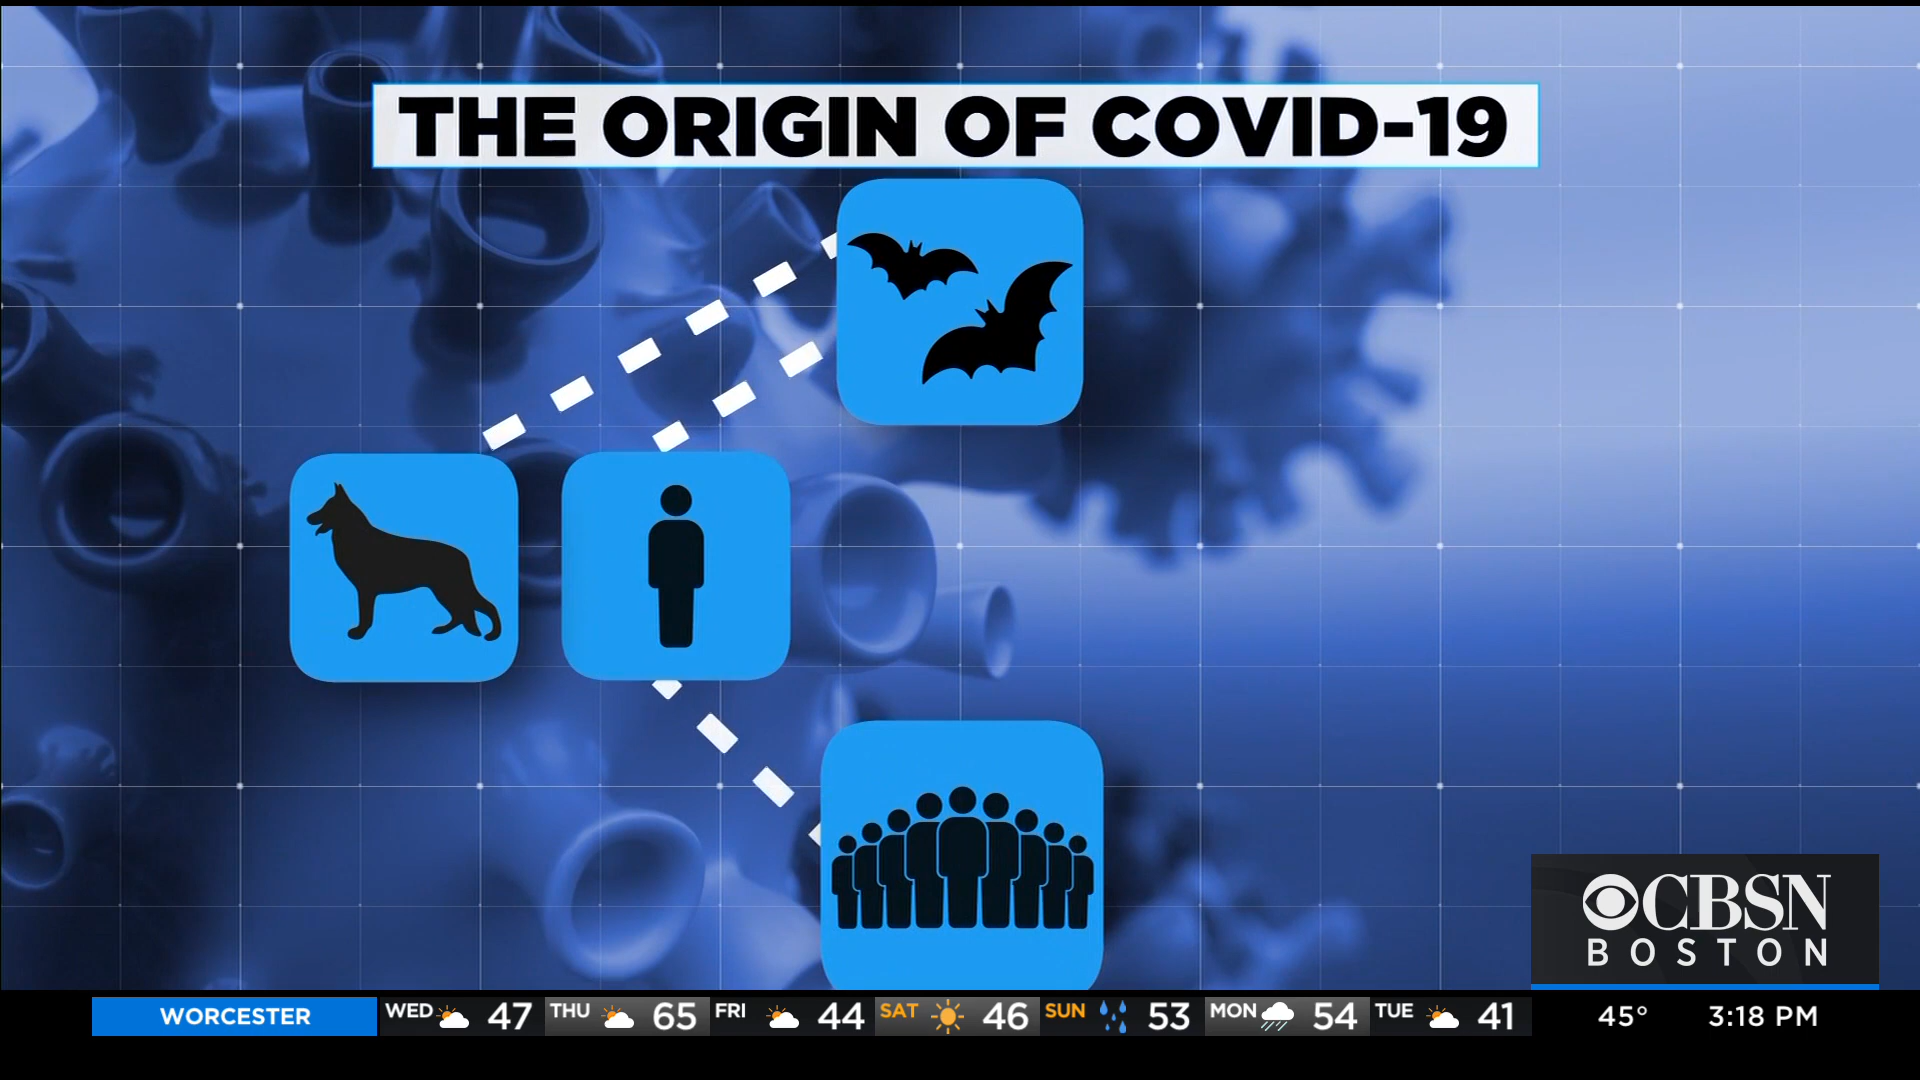 THE ORIGIN OF COVID-19
CBSN
BOSTON
WORCESTER
WED 47 THU 65 FRI 44 SAT 46 SUN 53 MON 54 TUE 41
45° 3:18 PM